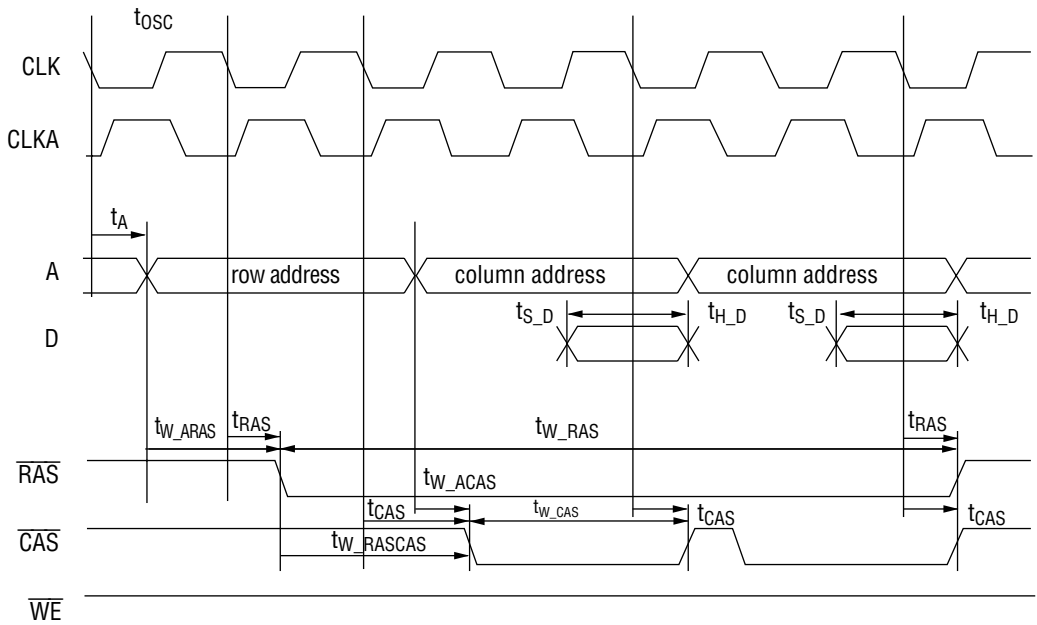 tOSC
CLK
CLKA
tA
A row address column address column address
tS_D tH_D tS_D tH_D
D
tW_ARAS tRAS tW_RAS tRAS
RAS
tW_ACAS
tCAS tW_CAS tCAS tCAS
CAS
tW_RASCAS
WE